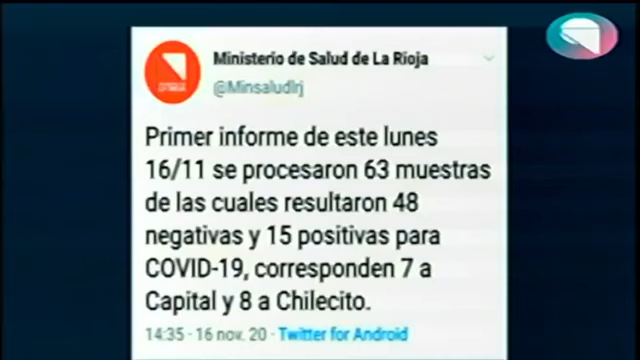 Ministerio de Salud de La Rioja
@Minsaludlrj
Primer informe de este lunes
16/11 se procesaron 63 muestras
de las cuales resultaron 48
negativas y 15 positivas para
COVID-19, corresponden 7 a
Capital y 8 a Chilecito.
14:35 - 16 nov. 20 - Twitter for Android